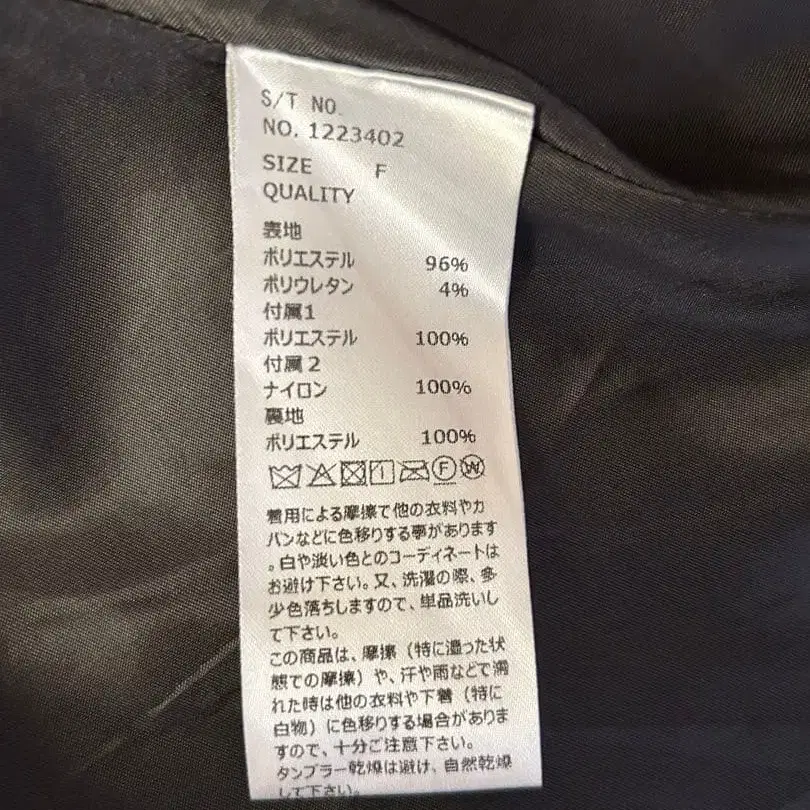 S/T NO.
NO. 1223402
SIZE F
QUALITY
表地
ポリエステル 96%
ポリウレタン 4%
付属1
ポリエステル 100%
付属2
ナイロン 100%
裏地
ポリエステル 100%
F W
着用による摩擦で他の衣料やカ
バンなどに色移りする事があります
。白や淡い色とのコーディネートは
お避け下さい。又、洗濯の際、多
少色落ちしますので、単品洗いし
て下さい。
この商品は、摩擦（特に湿った状
態での摩擦）や、汗や雨などで濡
れた時は他の衣料や下着（特に
白物）に色移りする場合がありま
すので、十分ご注意下さい。
タンブラー乾燥は避け、自然乾燥
して下さい。